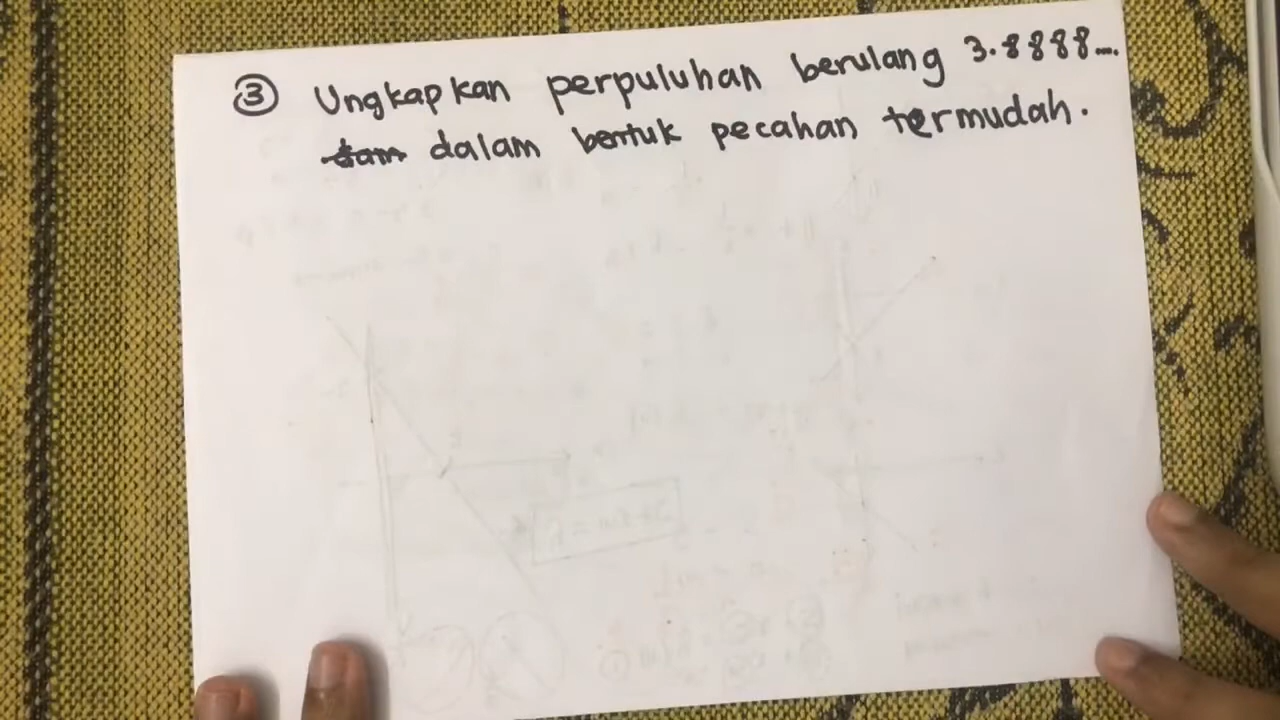 ③ Ungkapkan perpuluhan berulang 3.8888....
dalam bentuk pecahan termudah.